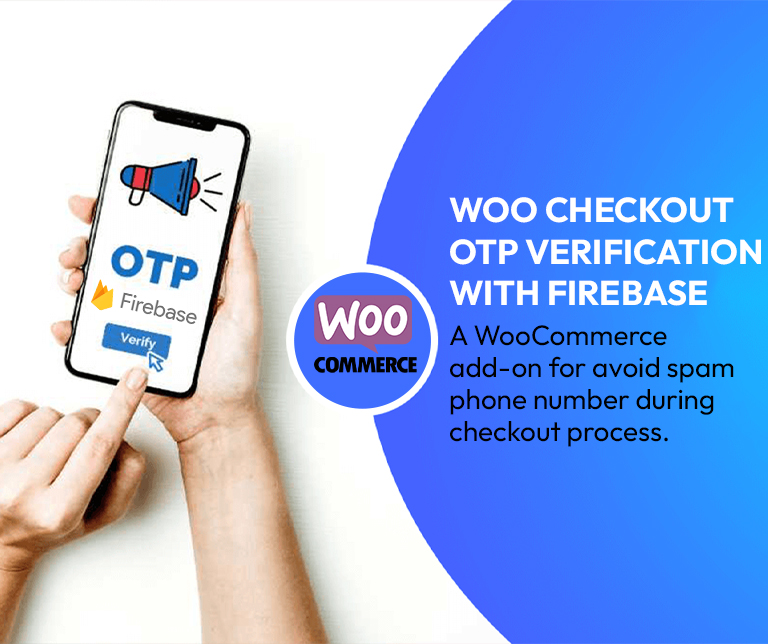 OTP
Firebase
Verify
WOO
COMMERCE
WOO CHECKOUT
OTP VERIFICATION
WITH FIREBASE
A WooCommerce
add-on for avoid spam
phone number during
checkout process.